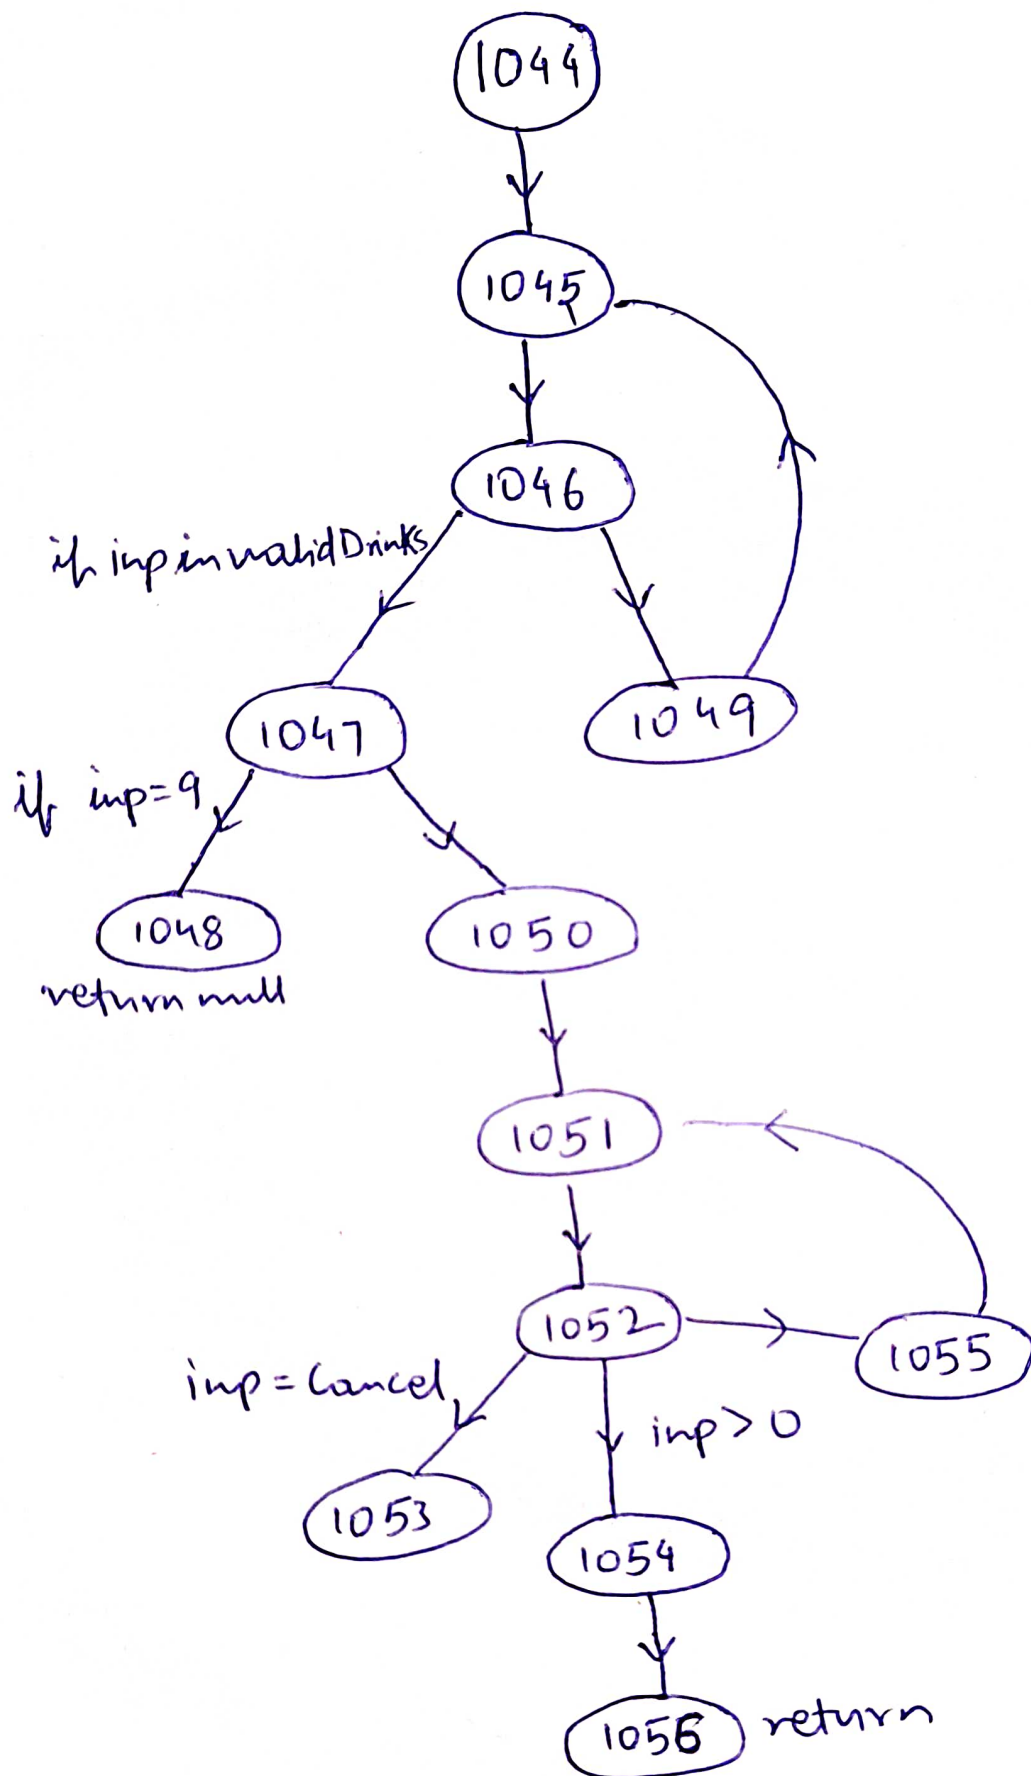 1044
1045
1046
if inp in validDrinks
1047
1049
if inp=9
1048
1050
return null
1051
1052
1055
inp = Cancel
inp > 0
1053
1054
1056 return